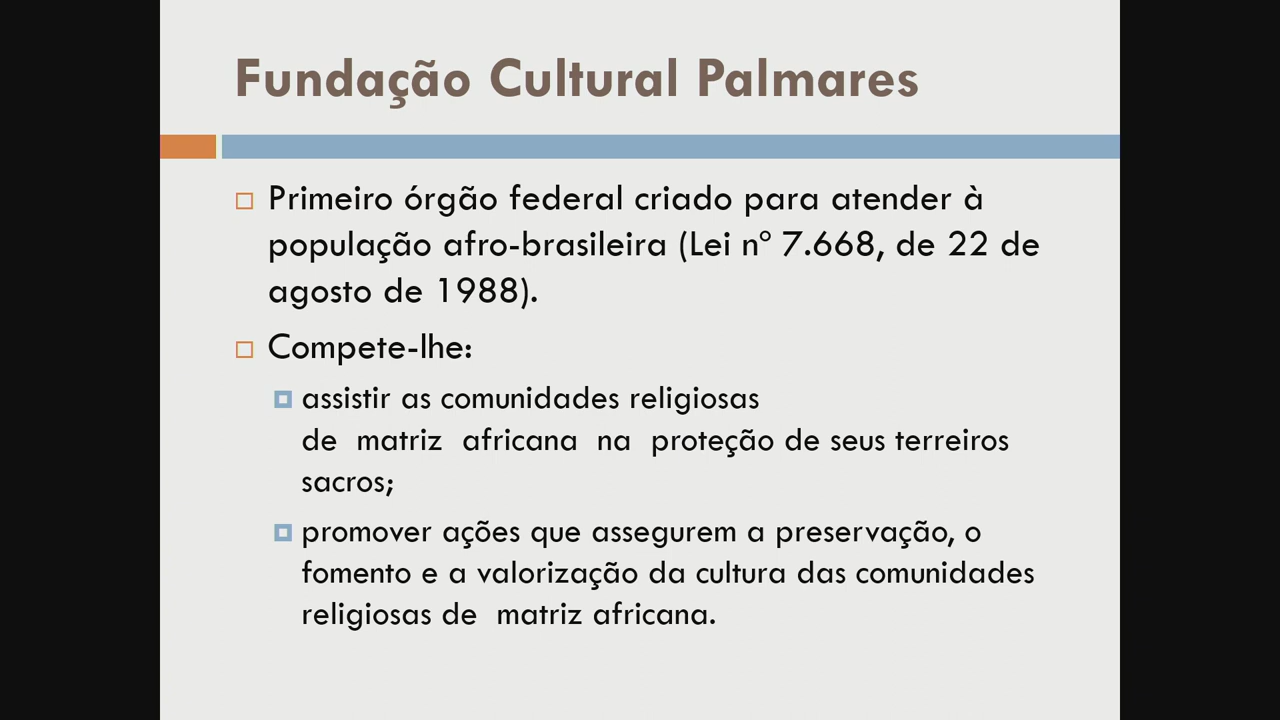 Fundação Cultural Palmares
Primeiro órgão federal criado para atender à
população afro-brasileira (Lei nº 7.668, de 22 de
agosto de 1988).
Compete-lhe:
assistir as comunidades religiosas
de matriz africana na proteção de seus terreiros
sacros;
promover ações que assegurem a preservação, o
fomento e a valorização da cultura das comunidades
religiosas de matriz africana.